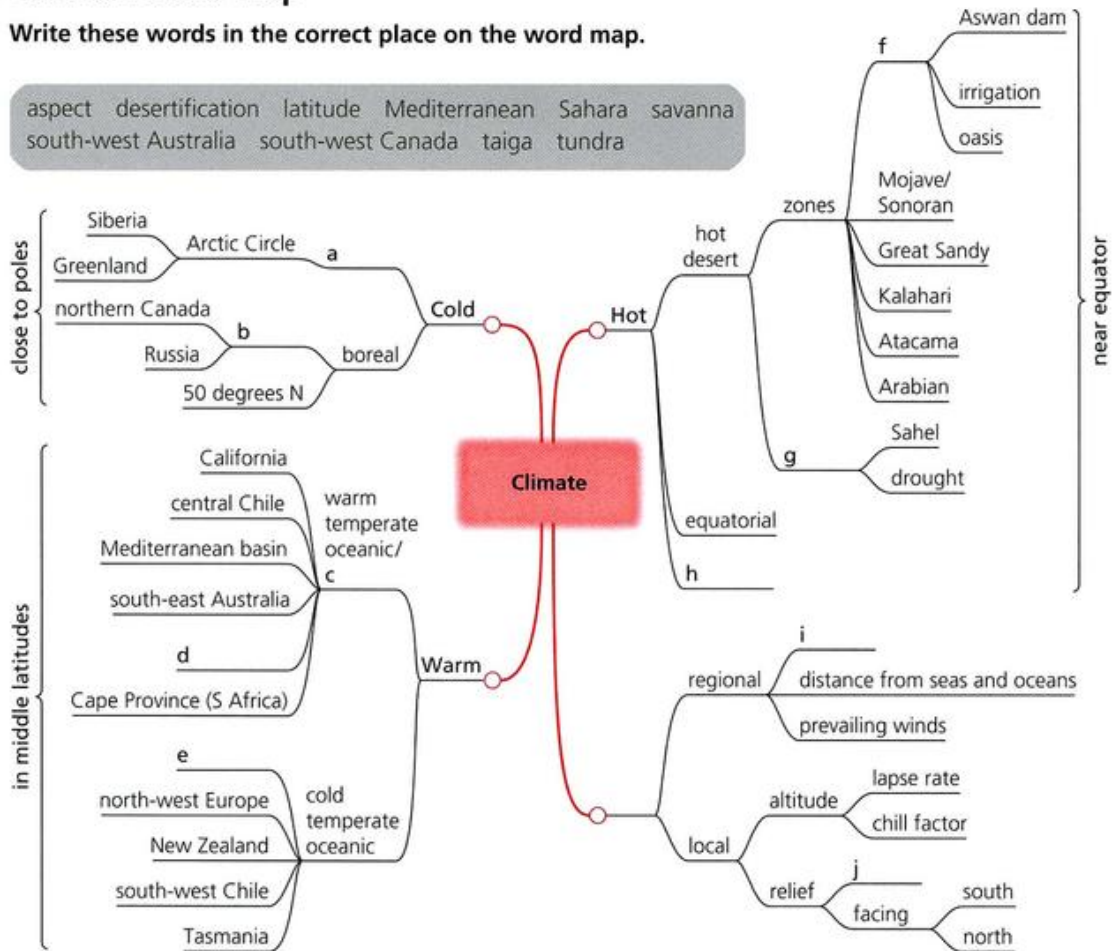 Write these words in the correct place on the word map.
aspect desertification latitude Mediterranean Sahara savanna
south-west Australia south-west Canada taiga tundra
close to poles
Siberia
Greenland
Arctic Circle
a
northern Canada
Russia
b
50 degrees N
boreal
Cold
in middle latitudes
California
central Chile
Mediterranean basin
south-east Australia
d
Cape Province (S Africa)
warm
temperate
oceanic/
c
e
north-west Europe
New Zealand
south-west Chile
Tasmania
cold
temperate
oceanic
Warm
Climate
Hot
hot
desert
zones
f
Aswan dam
irrigation
oasis
Mojave/
Sonoran
Great Sandy
Kalahari
Atacama
Arabian
g
Sahel
drought
equatorial
h
near equator
regional
i
distance from seas and oceans
prevailing winds
local
altitude
lapse rate
chill factor
relief
j
facing
south
north